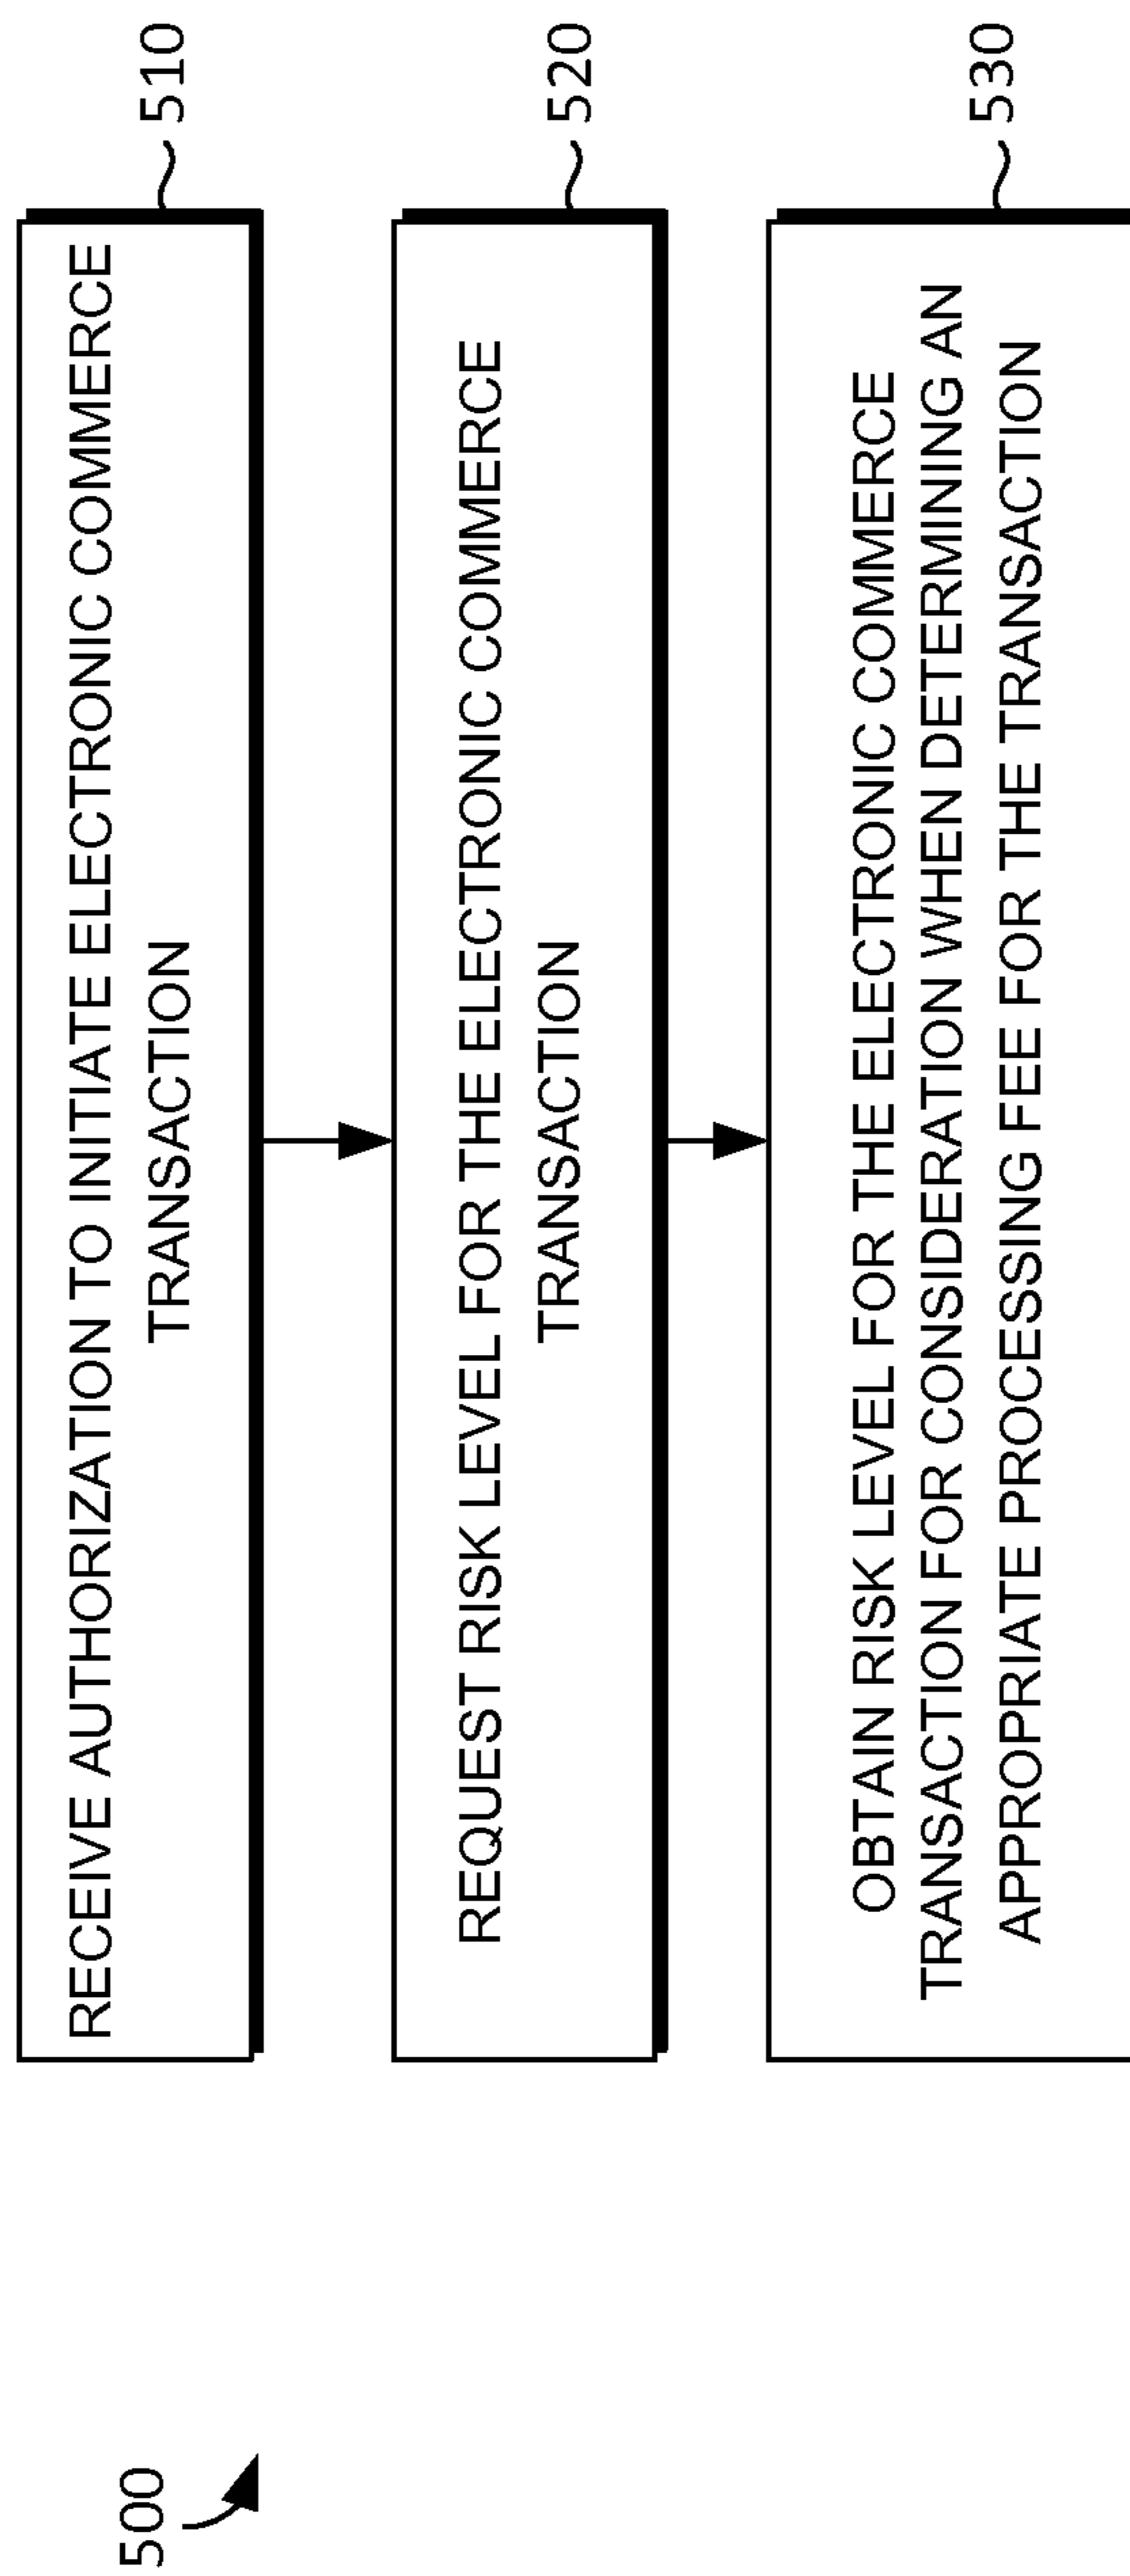 500
RECEIVE AUTHORIZATION TO INITIATE ELECTRONIC COMMERCE
TRANSACTION
510
REQUEST RISK LEVEL FOR THE ELECTRONIC COMMERCE
TRANSACTION
520
OBTAIN RISK LEVEL FOR THE ELECTRONIC COMMERCE
TRANSACTION FOR CONSIDERATION WHEN DETERMINING AN
APPROPRIATE PROCESSING FEE FOR THE TRANSACTION
530